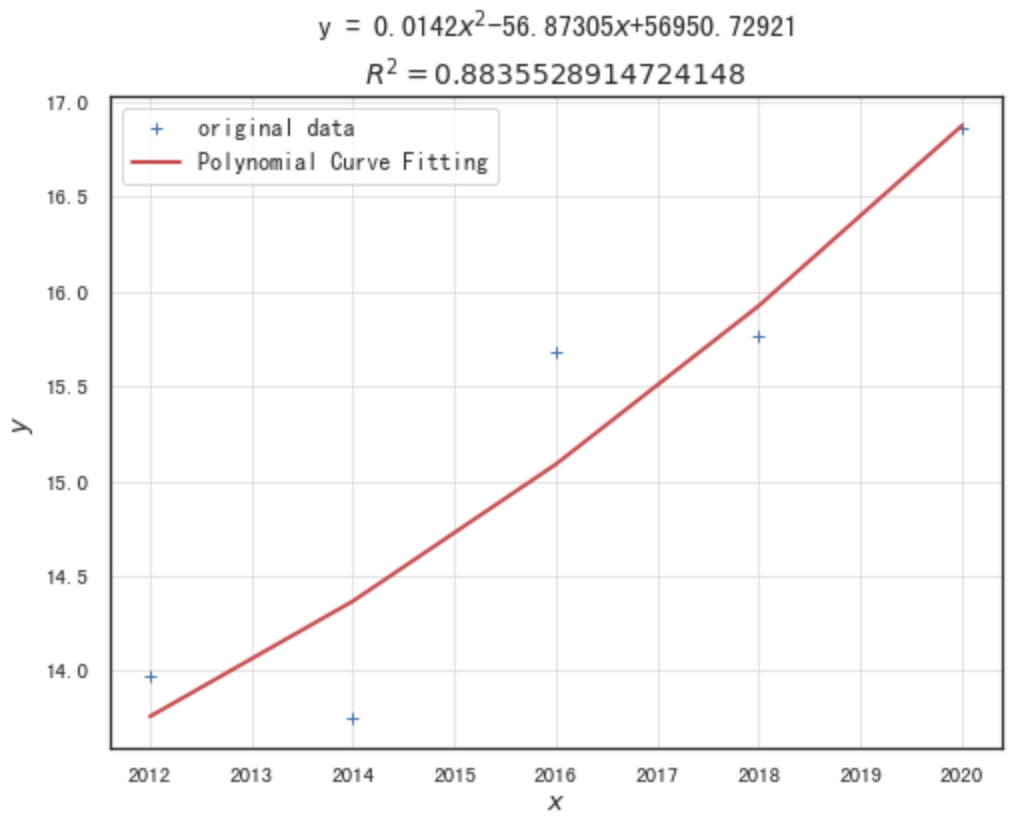 y = 0.0142x²−56.87305x+56950.72921
R² = 0.8835528914724148
17.0
original data
Polynomial Curve Fitting
16.5
16.0
15.5
y
15.0
14.5
14.0
2012 2013 2014 2015 2016 2017 2018 2019 2020
x